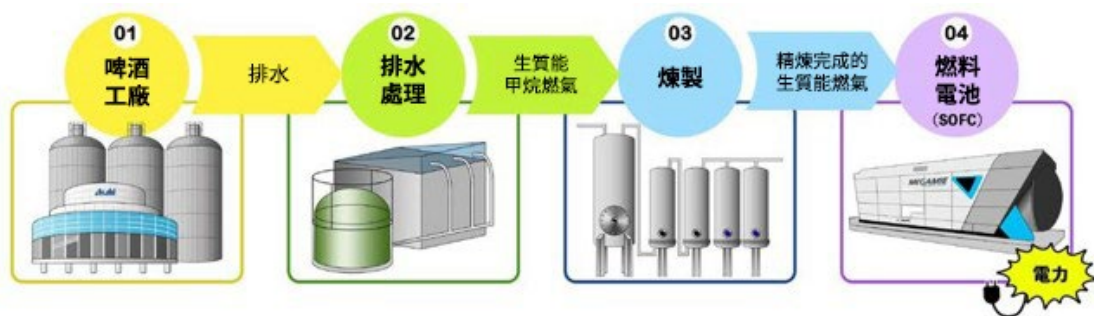 01
啤酒
工廠
排水
02
排水
處理
生質能
甲烷燃氣
03
煉製
精煉完成的
生質能燃氣
04
燃料
電池
(SOFC)
Asahi
MEGAMIE
電力